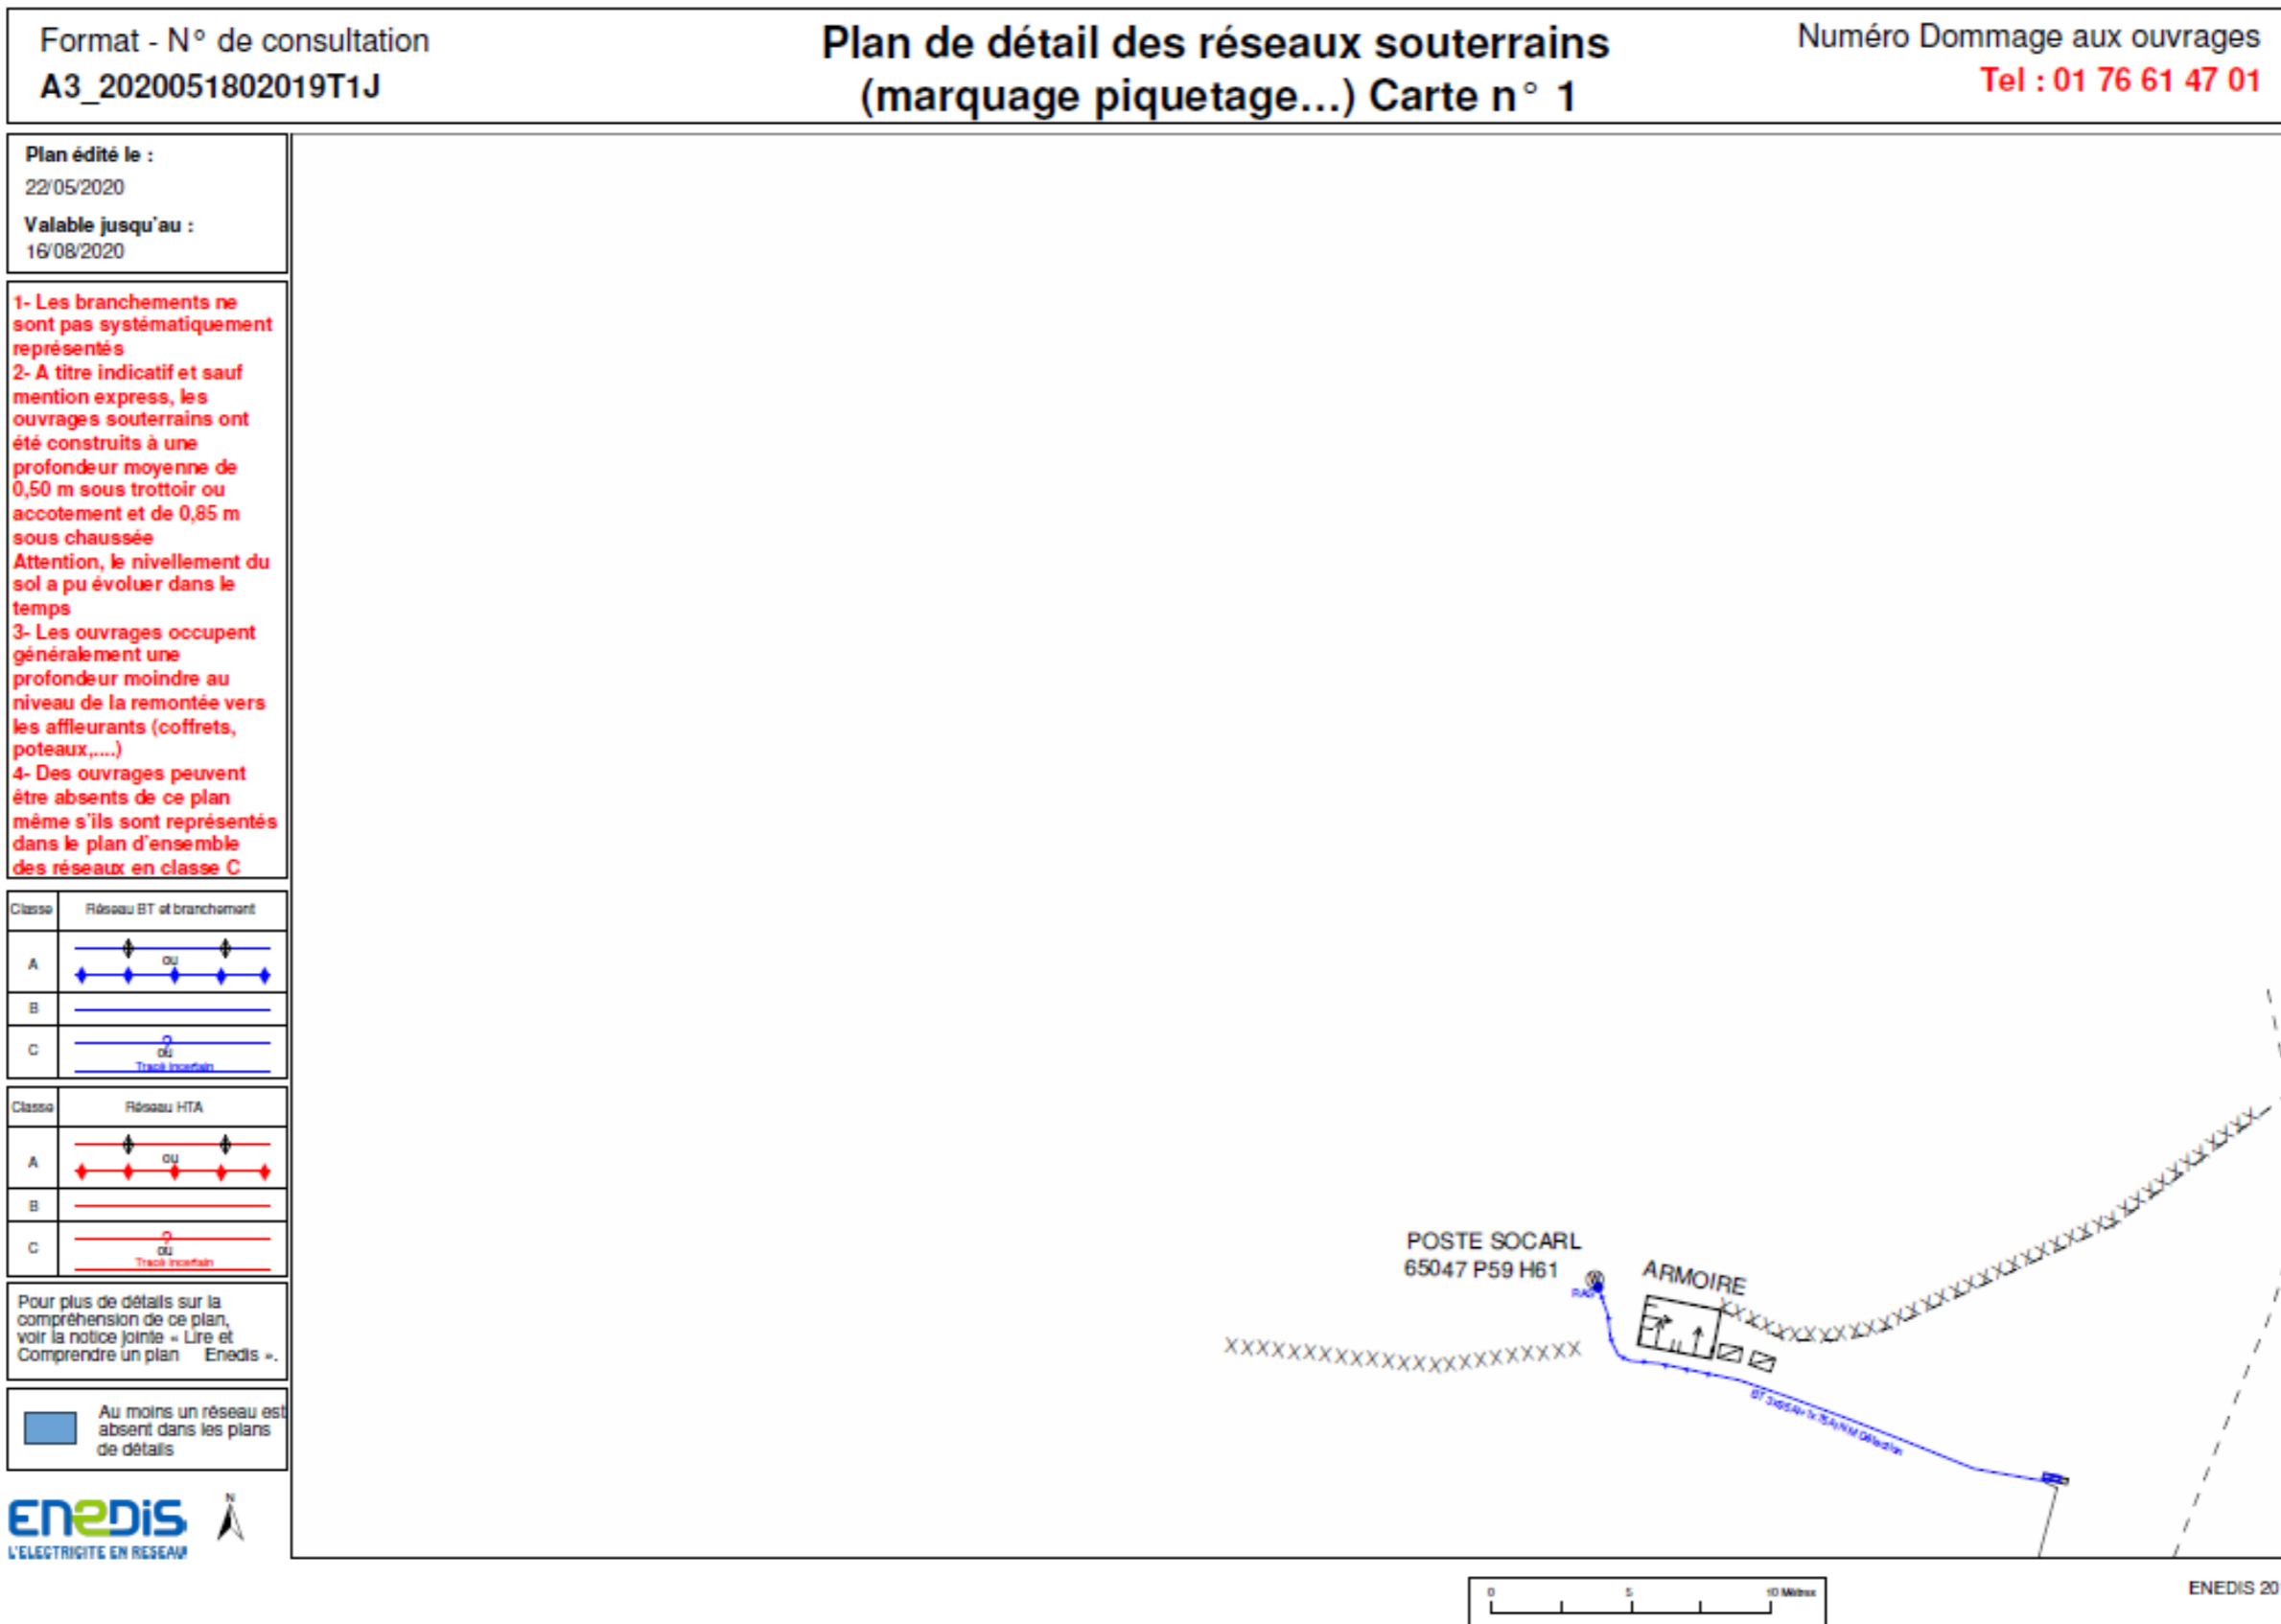 Format - N° de consultation
A3_2020051802019T1J
Plan de détail des réseaux souterrains
(marquage piquetage...) Carte n° 1
Numéro Dommage aux ouvrages
Tel : 01 76 61 47 01
Plan édité le :
22/05/2020
Valable jusqu'au :
16/08/2020
1- Les branchements ne
sont pas systématiquement
représentés
2- A titre indicatif et sauf
mention express, les
ouvrages souterrains ont
été construits à une
profondeur moyenne de
0,50 m sous trottoir ou
accotement et de 0,85 m
sous chaussée
Attention, le nivellement du
sol a pu évoluer dans le
temps
3- Les ouvrages occupent
généralement une
profondeur moindre au
niveau de la remontée vers
les affleurants (coffrets,
poteaux,....)
4- Des ouvrages peuvent
être absents de ce plan
même s'ils sont représentés
dans le plan d'ensemble
des réseaux en classe C
Classe Réseau BT et branchement
A
ou
B
C
?
ou
Tracé incertain
Classe Réseau HTA
A
ou
B
C
?
ou
Tracé incertain
Pour plus de détails sur la
compréhension de ce plan,
voir la notice jointe « Lire et
Comprendre un plan Enedis ».
Au moins un réseau est
absent dans les plans
de détails
ENEDIS
L'ELECTRICITE EN RESEAU
N
POSTE SOCARL
65047 P59 H61
ARMOIRE
BT
0 5 10 Mètres
ENEDIS 20